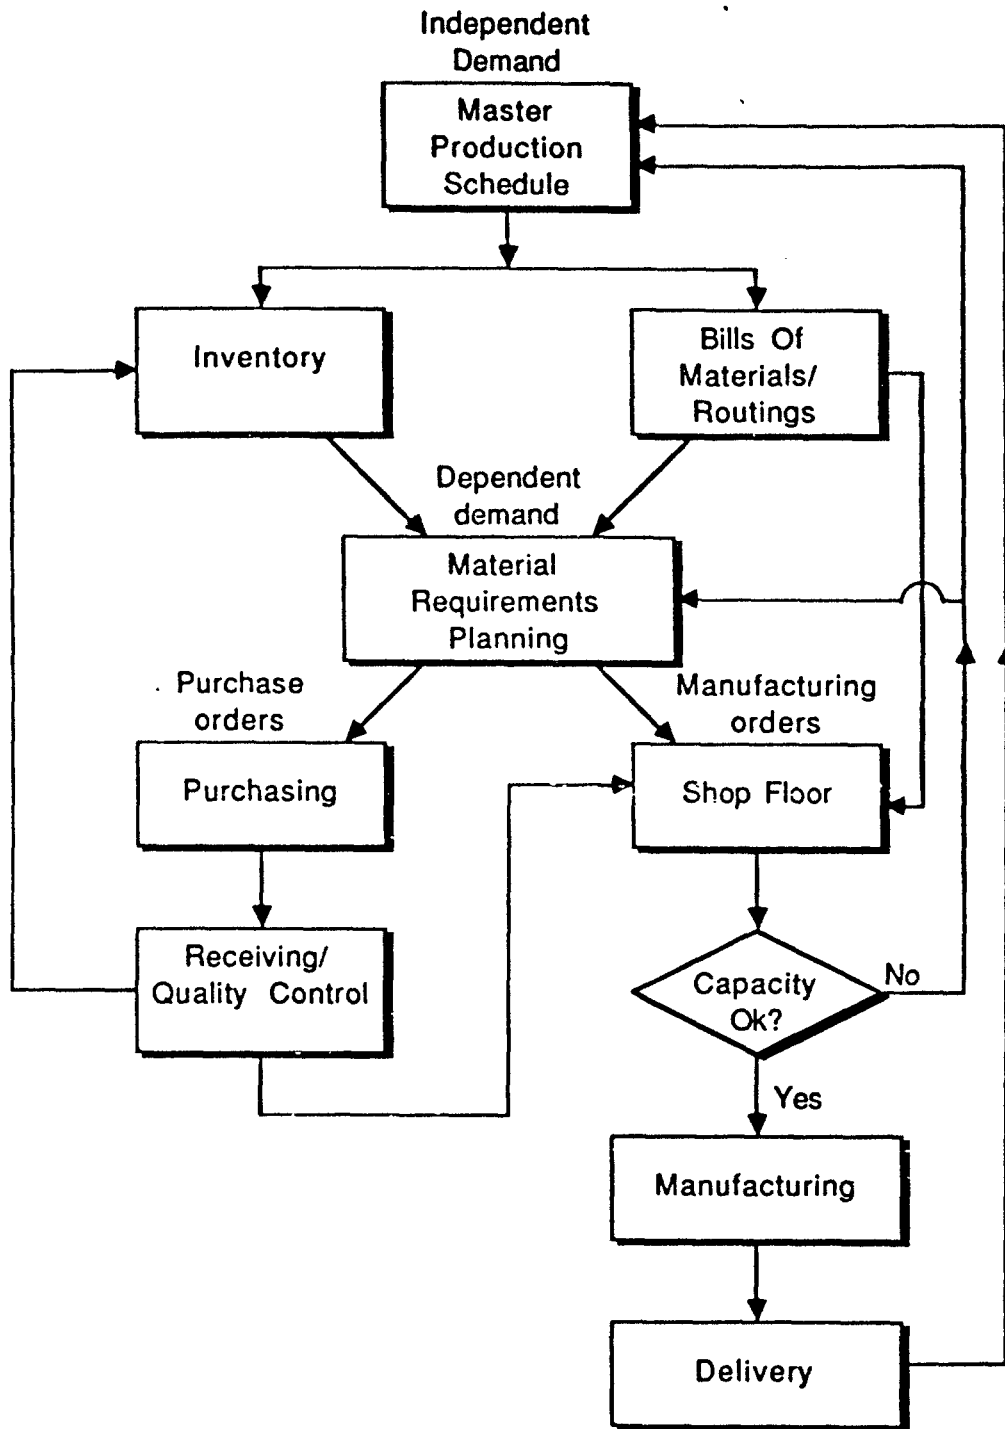 Independent
Demand
Master
Production
Schedule
Inventory
Bills Of
Materials/
Routings
Dependent
demand
Material
Requirements
Planning
Purchase
orders
Manufacturing
orders
Purchasing
Shop Floor
Receiving/
Quality Control
Capacity
Ok?
No
Yes
Manufacturing
Delivery